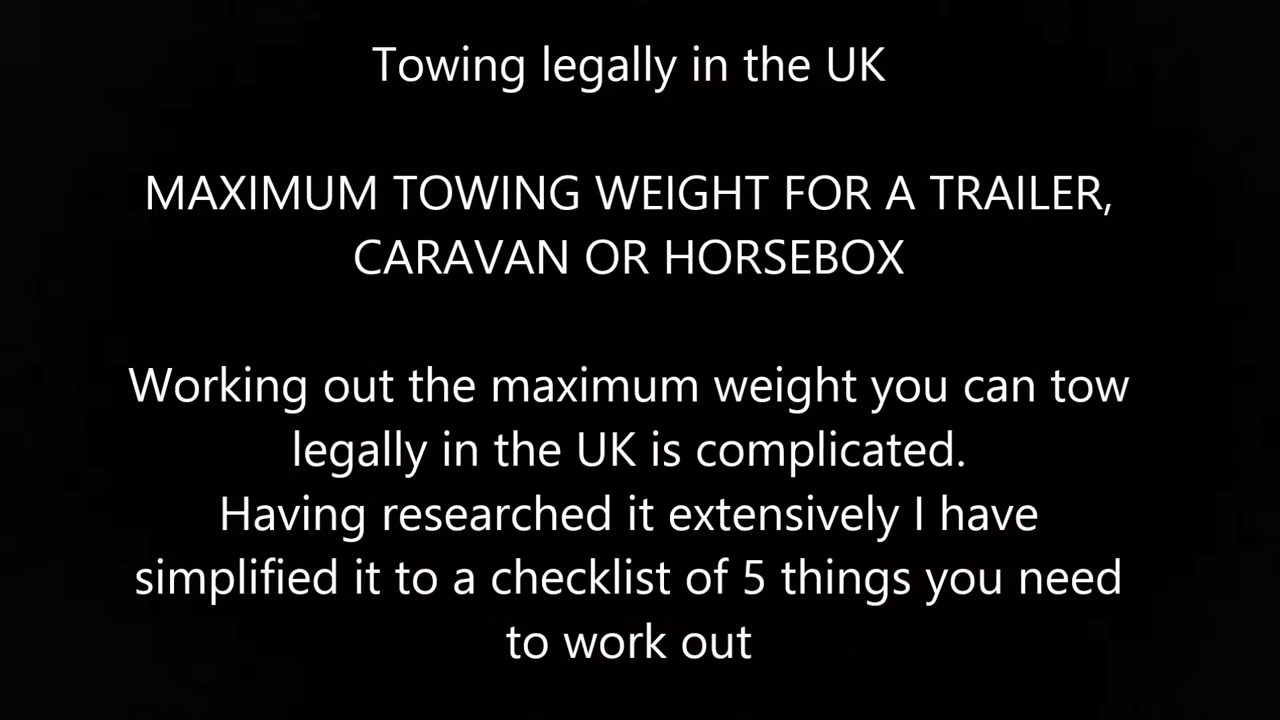 Towing legally in the UK
MAXIMUM TOWING WEIGHT FOR A TRAILER,
CARAVAN OR HORSEBOX
Working out the maximum weight you can tow
legally in the UK is complicated.
Having researched it extensively I have
simplified it to a checklist of 5 things you need
to work out